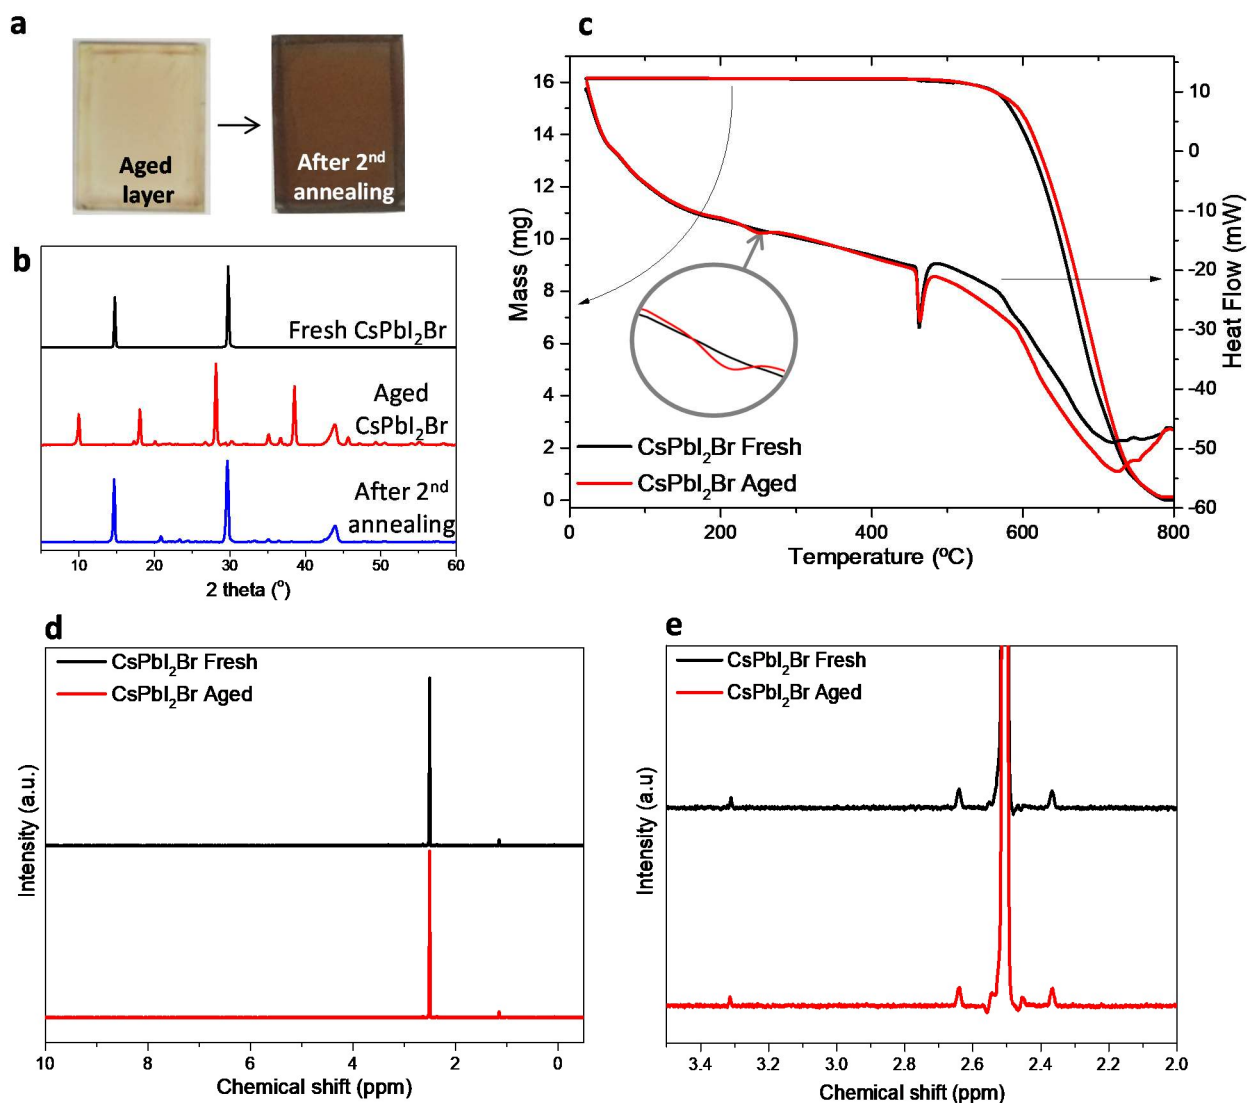 a
Aged
layer
After 2nd
annealing
b
Fresh CsPbI2Br
Aged
CsPbI2Br
After 2nd
annealing
10 20 30 40 50 60
2 theta (o)
c
16
14
12
10
8
6
4
2
0
Mass (mg)
10
0
-10
-20
-30
-40
-50
-60
Heat Flow (mW)
CsPbI2Br Fresh
CsPbI2Br Aged
0 200 400 600 800
Temperature (ºC)
d
CsPbI2Br Fresh
CsPbI2Br Aged
Intensity (a.u.)
10 8 6 4 2 0
Chemical shift (ppm)
e
CsPbI2Br Fresh
CsPbI2Br Aged
Intensity (a.u)
3.4 3.2 3.0 2.8 2.6 2.4 2.2 2.0
Chemical shift (ppm)